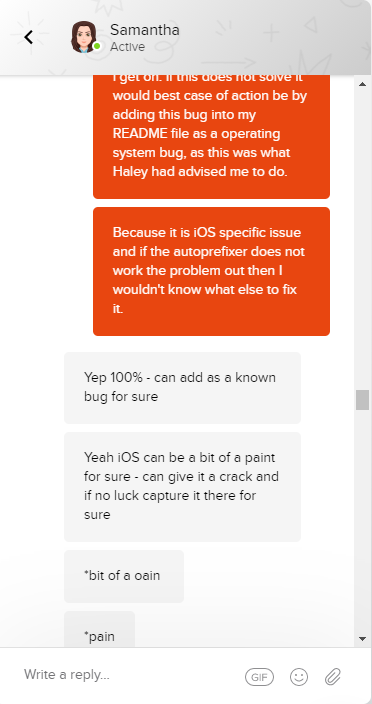 Samantha
Active
I get on. If this does not solve it
would best case of action be by
adding this bug into my
README file as a operating
system bug, as this was what
Haley had advised me to do.
Because it is iOS specific issue
and if the autoprefixer does not
work the problem out then I
wouldn't know what else to fix
it.
Yep 100% - can add as a known
bug for sure
Yeah iOS can be a bit of a paint
for sure - can give it a crack and
if no luck capture it there for
sure
*bit of a oain
*pain
Write a reply...
GIF